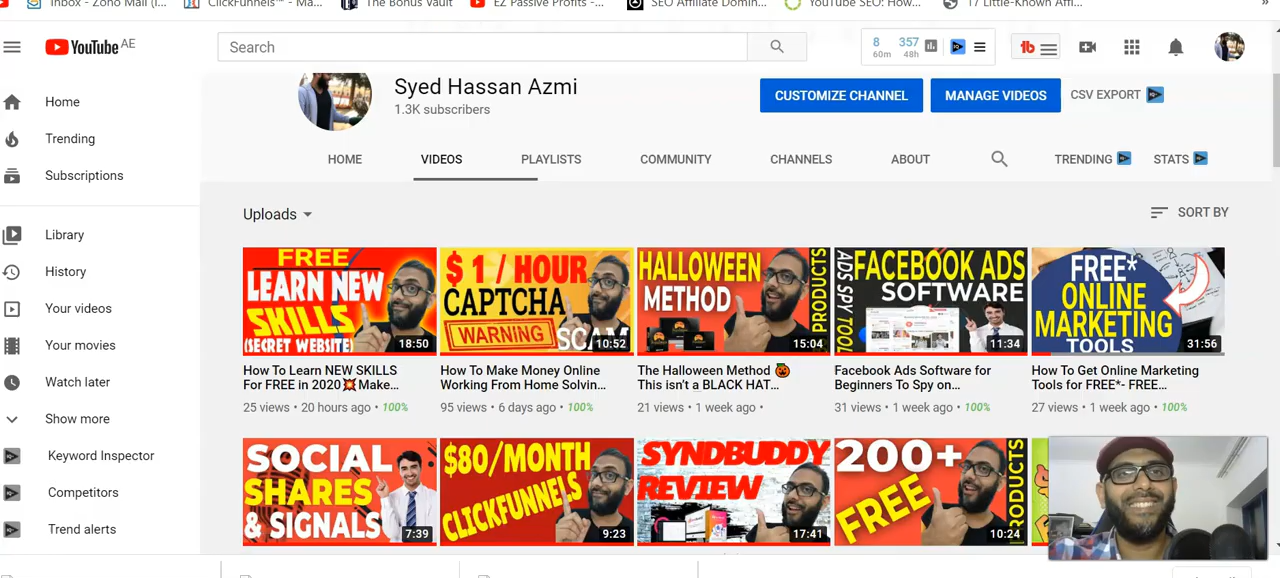 Inbox - Zoho Mail (I...
ClickFunnels™ - Ma...
The Bonus Vault
EZ Passive Profits -...
SEO Affiliate Domin...
YouTube SEO: How...
17 Little-Known Affi...
»
YouTube AE
Search
8 357
60m 48h
tb
Syed Hassan Azmi
1.3K subscribers
CUSTOMIZE CHANNEL
MANAGE VIDEOS
CSV EXPORT
HOME
VIDEOS
PLAYLISTS
COMMUNITY
CHANNELS
ABOUT
TRENDING
STATS
Home
Trending
Subscriptions
Library
History
Your videos
Your movies
Watch later
Show more
Keyword Inspector
Competitors
Trend alerts
Uploads
SORT BY
FREE
LEARN NEW
SKILLS
(SECRET WEBSITE)
18:50
How To Learn NEW SKILLS
For FREE in 2020💥Make...
25 views • 20 hours ago • 100%
$ 1 / HOUR
CAPTCHA
WARNING
SCAM
10:52
How To Make Money Online
Working From Home Solvin...
95 views • 6 days ago • 100%
HALLOWEEN
METHOD
PRODUCTS
15:04
The Halloween Method 🎃
This isn't a BLACK HAT...
21 views • 1 week ago •
ADS SPY TOOL
FACEBOOK ADS
SOFTWARE
11:34
Facebook Ads Software for
Beginners To Spy on...
31 views • 1 week ago • 100%
FREE*
ONLINE
MARKETING
TOOLS
31:56
How To Get Online Marketing
Tools for FREE*- FREE...
27 views • 1 week ago • 100%
SOCIAL
SHARES
& SIGNALS
7:39
$80/MONTH
CLICKFUNNELS
9:23
SYNDBUDDY
REVIEW
17:41
200+
FREE
PRODUCTS
10:24